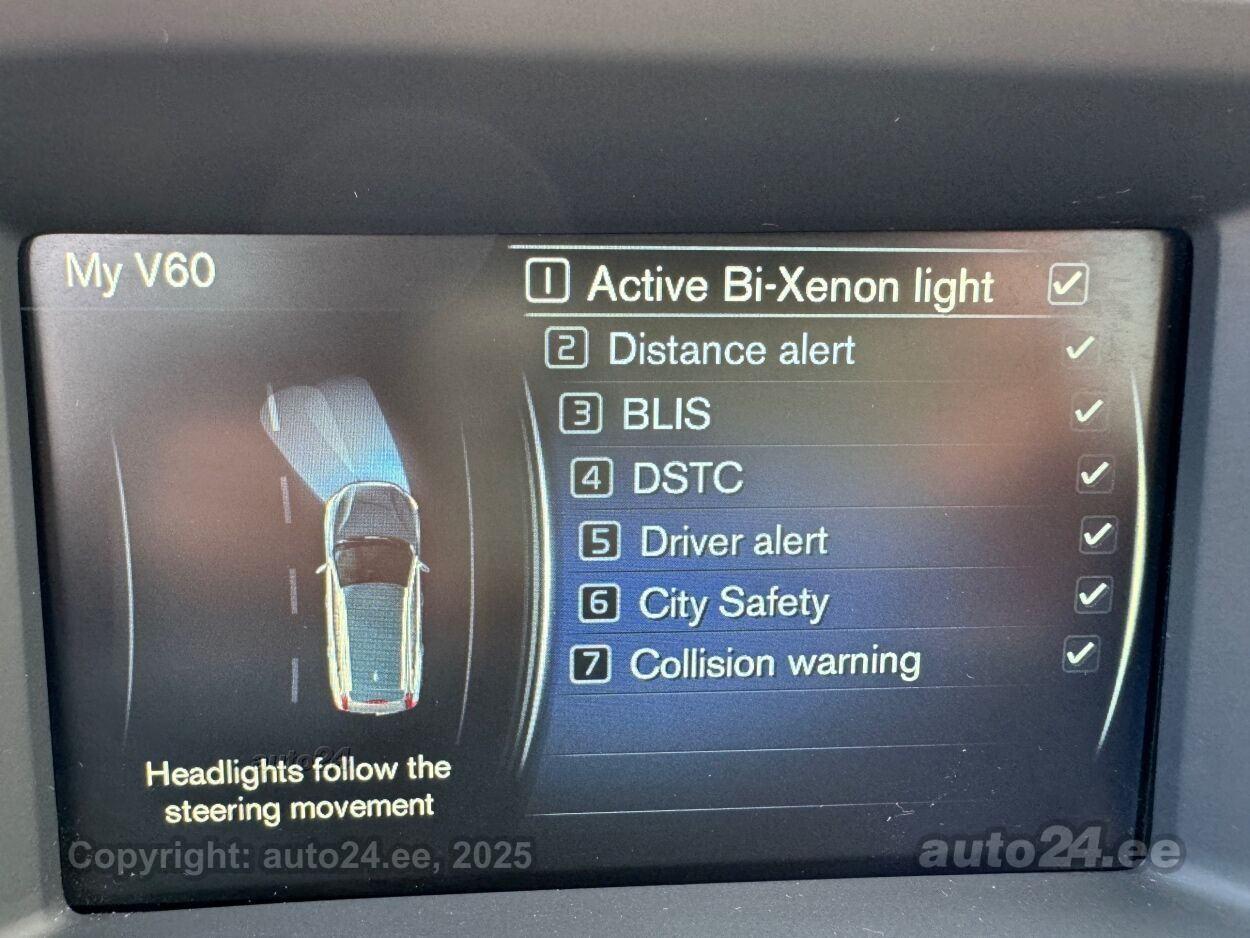 My V60
1 Active Bi-Xenon light
2 Distance alert
3 BLIS
4 DSTC
5 Driver alert
6 City Safety
7 Collision warning
auto24
Headlights follow the
steering movement
Copyright: auto24.ee, 2025
auto24.ee